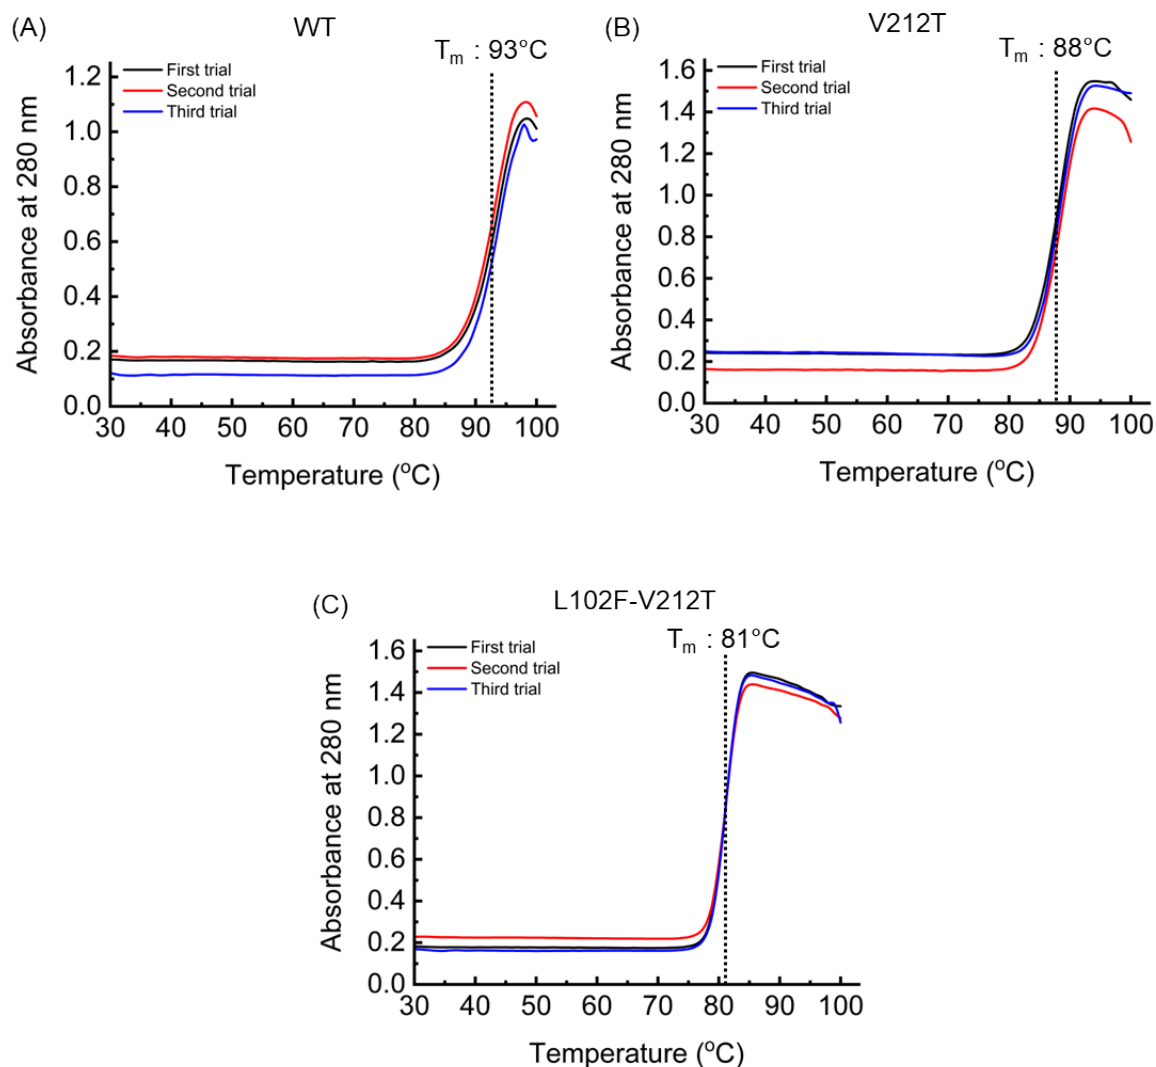 (A)
WT
Tₘ : 93°C
First trial
Second trial
Third trial
Absorbance at 280 nm
1.2
1.0
0.8
0.6
0.4
0.2
0.0
30 40 50 60 70 80 90 100
Temperature (°C)
(B)
V212T
Tₘ : 88°C
First trial
Second trial
Third trial
Absorbance at 280 nm
1.6
1.4
1.2
1.0
0.8
0.6
0.4
0.2
0.0
30 40 50 60 70 80 90 100
Temperature (°C)
(C)
L102F-V212T
Tₘ : 81°C
First trial
Second trial
Third trial
Absorbance at 280 nm
1.6
1.4
1.2
1.0
0.8
0.6
0.4
0.2
0.0
30 40 50 60 70 80 90 100
Temperature (°C)